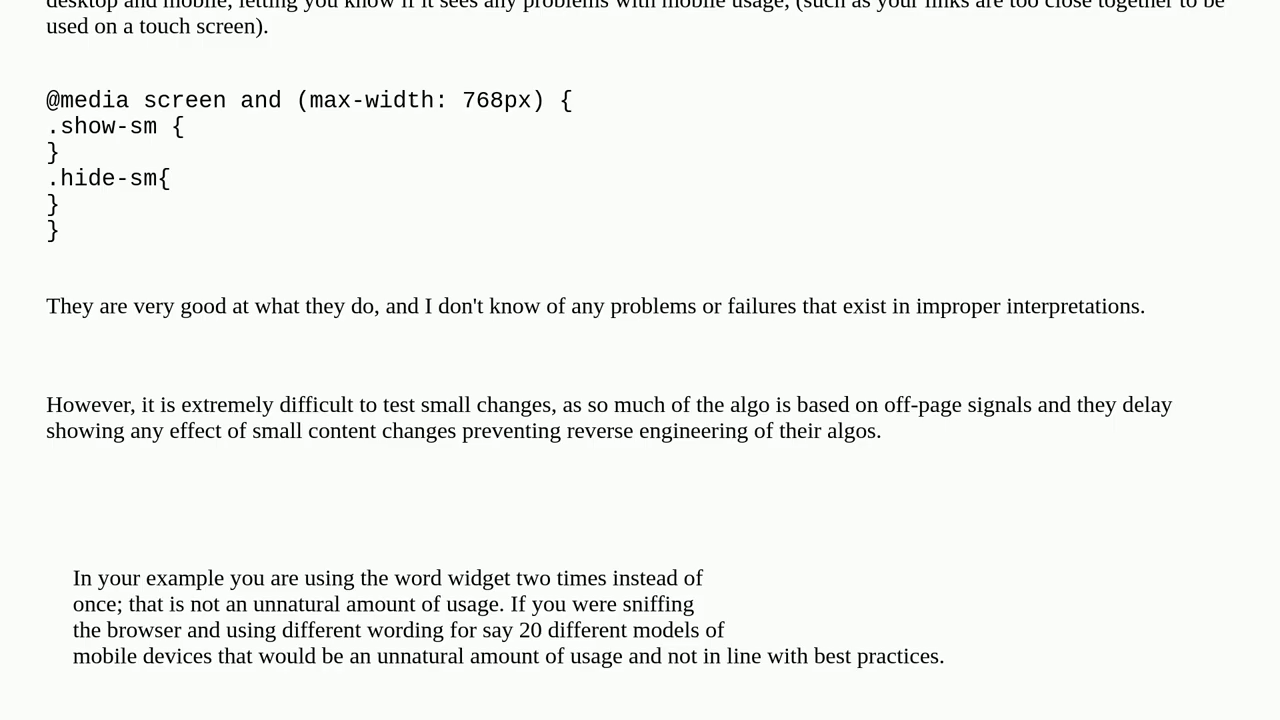 desktop and mobile, letting you know if it sees any problems with mobile usage, (such as your links are too close together to be
used on a touch screen).
@media screen and (max-width: 768px) {
.show-sm {
}
.hide-sm{
}
}
They are very good at what they do, and I don't know of any problems or failures that exist in improper interpretations.
However, it is extremely difficult to test small changes, as so much of the algo is based on off-page signals and they delay
showing any effect of small content changes preventing reverse engineering of their algos.
In your example you are using the word widget two times instead of
once; that is not an unnatural amount of usage. If you were sniffing
the browser and using different wording for say 20 different models of
mobile devices that would be an unnatural amount of usage and not in line with best practices.